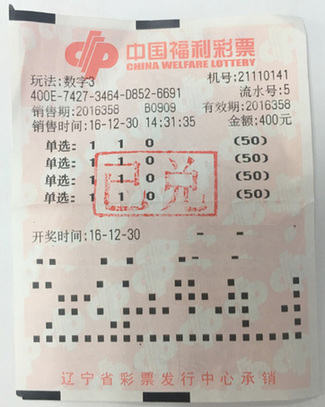 中国福利彩票
CHINA WELFARE LOTTERY
玩法:数字3 机号:21110141
400E-7427-3464-D852-6691 流水号:5
销售期:2016358 B0909 有效期:2016358
销售时间:16-12-30 14:31:35 金额:400元
单选: 1 1 0 (50)
单选: 1 1 0 (50)
单选: 1 1 0 (50)
单选: 1 1 0 (50)
已兑
开奖时间:16-12-30
辽宁省彩票发行中心承销